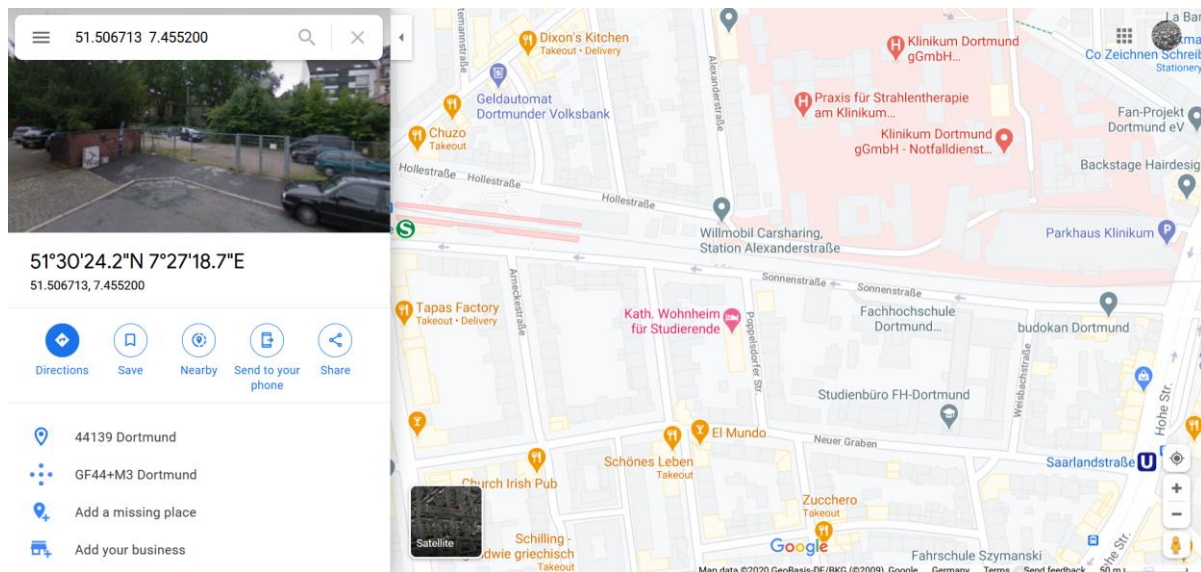 51.506713 7.455200
51°30'24.2"N 7°27'18.7"E
51.506713, 7.455200
Directions
Save
Nearby
Send to your
phone
Share
44139 Dortmund
GF44+M3 Dortmund
Add a missing place
Add your business
temannstraße
Dixon's Kitchen
Takeout • Delivery
Geldautomat
Dortmunder Volksbank
Chuzo
Takeout
Hollestraße
Hollestraße
Hollestraße
Alexanderstraße
Klinikum Dortmund
gGmbH...
Praxis für Strahlentherapie
am Klinikum...
Klinikum Dortmund
gGmbH - Notfalldienst...
La Bar
Co Zeichnen Schreib
Stationery
Fan-Projekt
Dortmund eV
Backstage Hairdesig
Parkhaus Klinikum
P
S
Willmobil Carsharing,
Station Alexanderstraße
Sonnenstraße
Sonnenstraße
Arneckestraße
Tapas Factory
Takeout • Delivery
Kath. Wohnheim
für Studierende
Poppelsdorfer Str.
Fachhochschule
Dortmund...
budokan Dortmund
Weisbachstraße
Studienbüro FH-Dortmund
Hohe Str.
El Mundo
Neuer Graben
Schönes Leben
Takeout
Saarlandstraße
U
Church Irish Pub
Zucchero
Takeout
Satellite
Schilling -
griechisch
Google
Fahrschule Szymanski
he Str.
Map data ©2020 GeoBasis-DE/BKG (©2009), Google
Germany
Terms
Send feedback
50 m